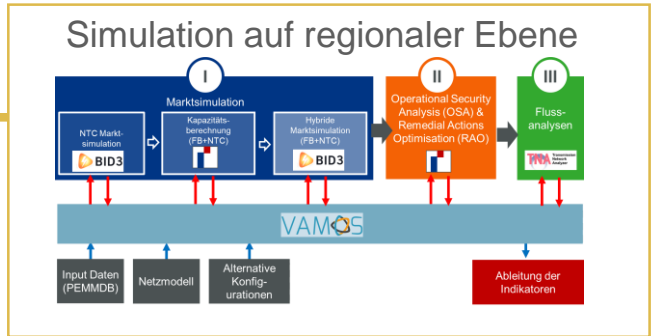 Simulation auf regionaler Ebene
I
II
III
Marktsimulation
NTC Markt-
simulation
BID3
Kapazitäts-
berechnung
(FB+NTC)
Hybride
Marktsimulation
(FB+NTC)
BID3
Operational Security
Analysis (OSA) &
Remedial Actions
Optimisation (RAO)
Fluss-
analysen
TNA Transmission
Network
Analyser
VAMOS
Input Daten
(PEMMDB)
Netzmodell
Alternative
Konfig-
urationen
Ableitung der
Indikatoren